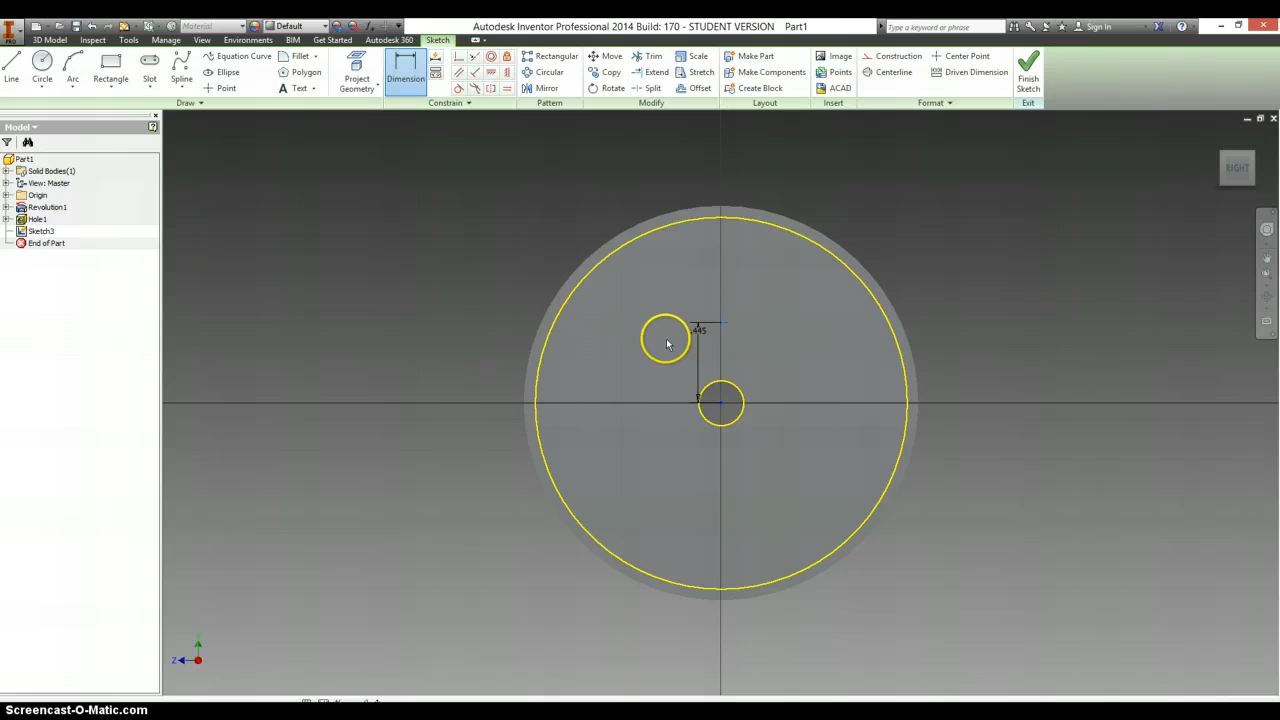 Material
Default
Autodesk Inventor Professional 2014 Build: 170 - STUDENT VERSION Part1
Type a keyword or phrase
Sign In
PRO
3D Model Inspect Tools Manage View Environments BIM Get Started Autodesk 360 Sketch
Line Circle Arc Rectangle Slot Spline
Equation Curve Fillet
Ellipse Polygon
Point Text
Project Geometry
Dimension
Rectangular Move Trim Scale Make Part Image Construction Center Point
Circular Copy Extend Stretch Make Components Points Centerline Driven Dimension
Mirror Rotate Split Offset Create Block ACAD
Finish Sketch
Draw Constrain Pattern Modify Layout Insert Format Exit
Model
Part1
Solid Bodies(1)
View: Master
Origin
Revolution1
Hole1
Sketch3
End of Part
RIGHT
.445
Z
Screencast-O-Matic.com